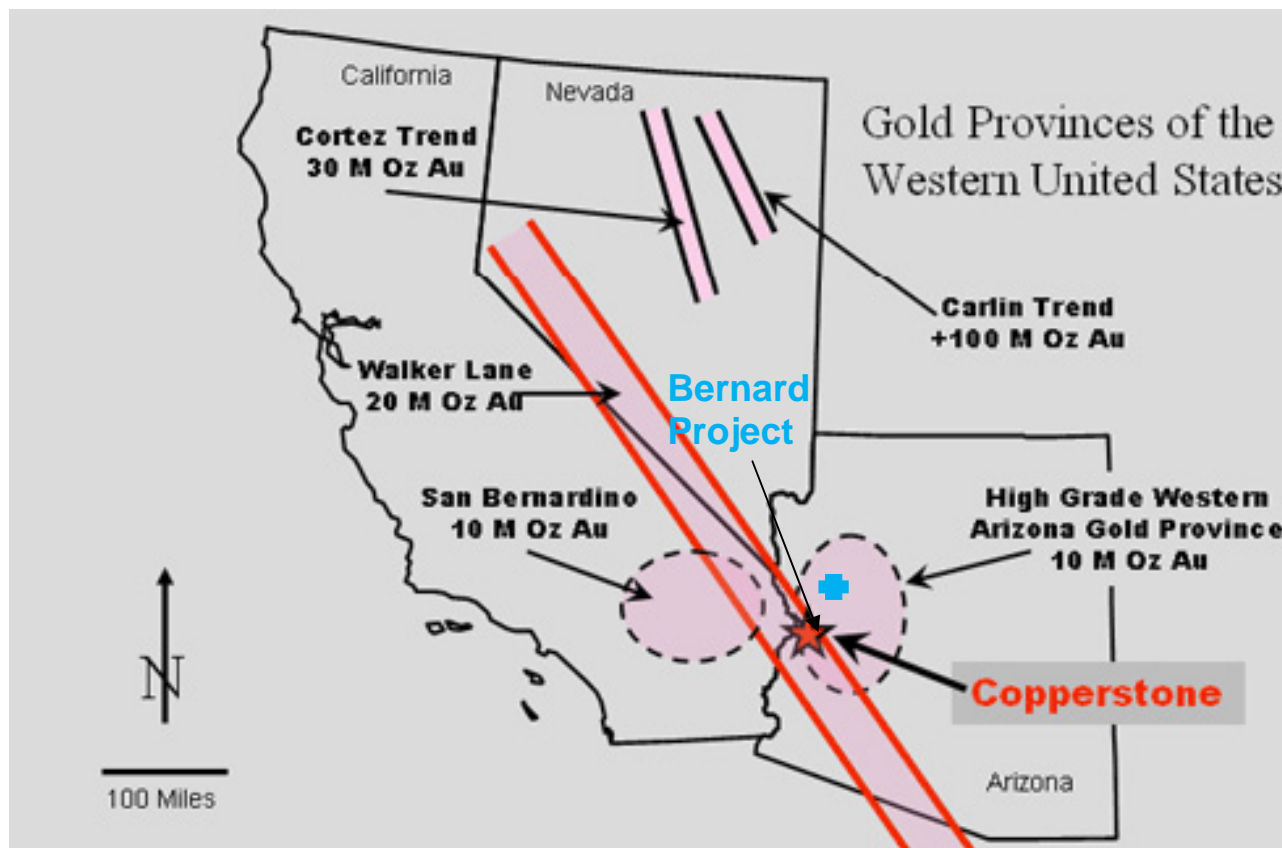 California
Nevada
Gold Provinces of the
Western United States
Cortez Trend
30 M Oz Au
Carlin Trend
+100 M Oz Au
Walker Lane
20 M Oz Au
Bernard
Project
San Bernardino
10 M Oz Au
High Grade Western
Arizona Gold Province
10 M Oz Au
N
Copperstone
100 Miles
Arizona